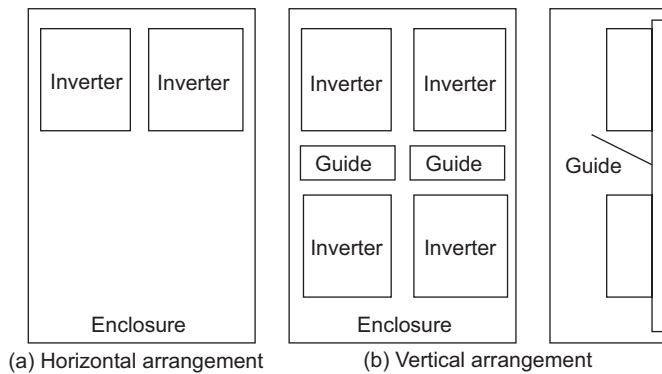 Inverter Inverter
Enclosure
(a) Horizontal arrangement
Inverter Inverter
Guide Guide
Inverter Inverter
Enclosure
(b) Vertical arrangement
Guide